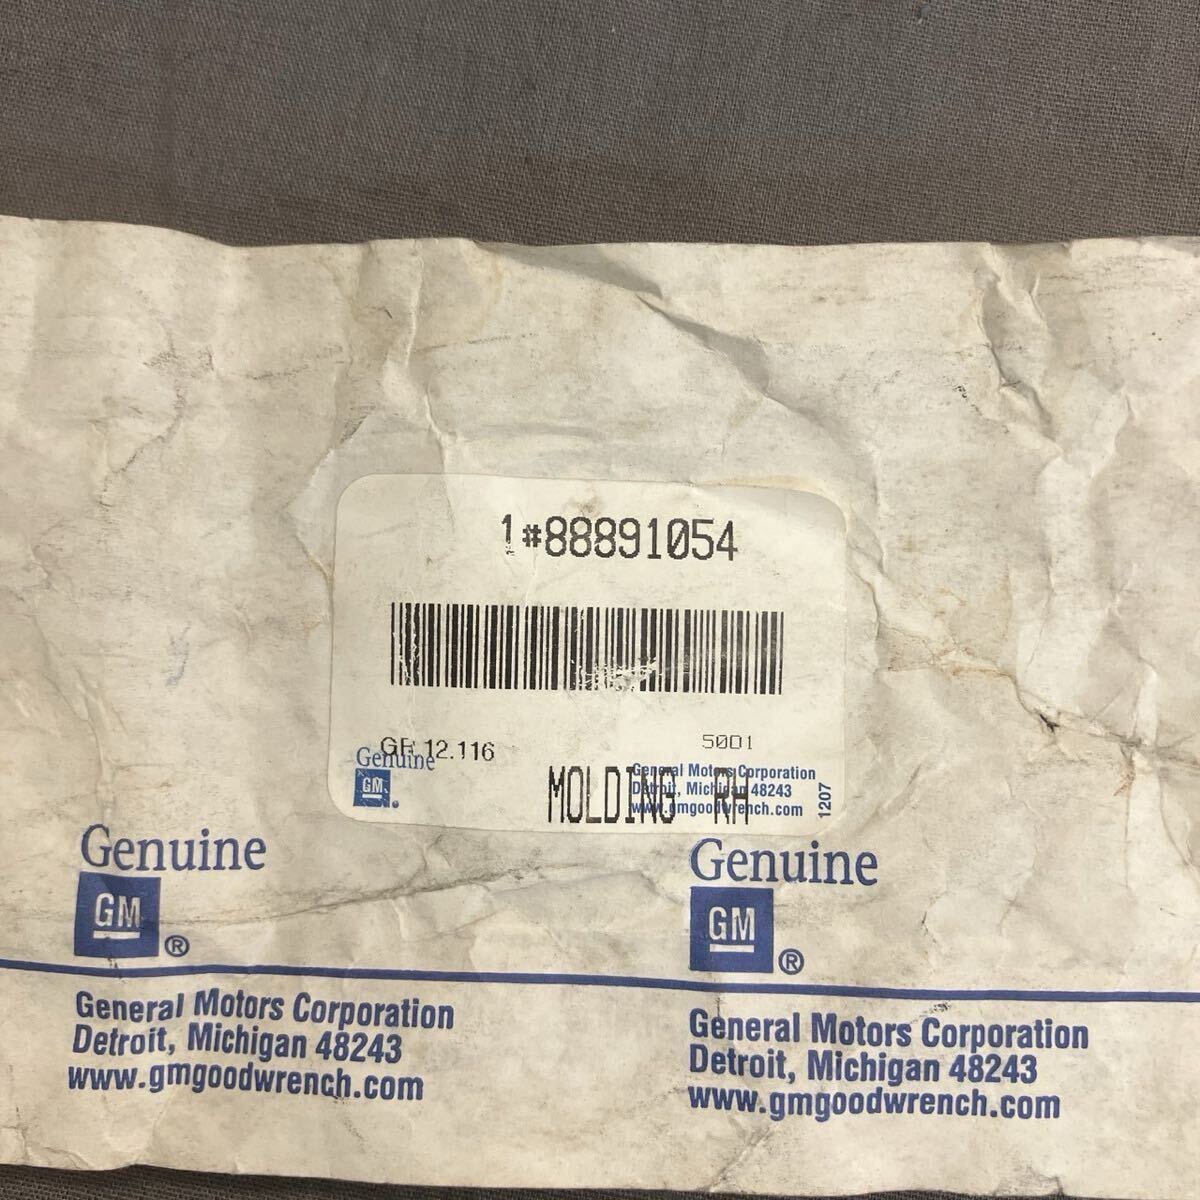 1#88891054
GR 12.116
5001
Genuine
GM
MOLDING RH
General Motors Corporation
Detroit, Michigan 48243
www.gmgoodwrench.com
1207
Genuine
GM®
General Motors Corporation
Detroit, Michigan 48243
www.gmgoodwrench.com
Genuine
GM®
General Motors Corporation
Detroit, Michigan 48243
www.gmgoodwrench.com